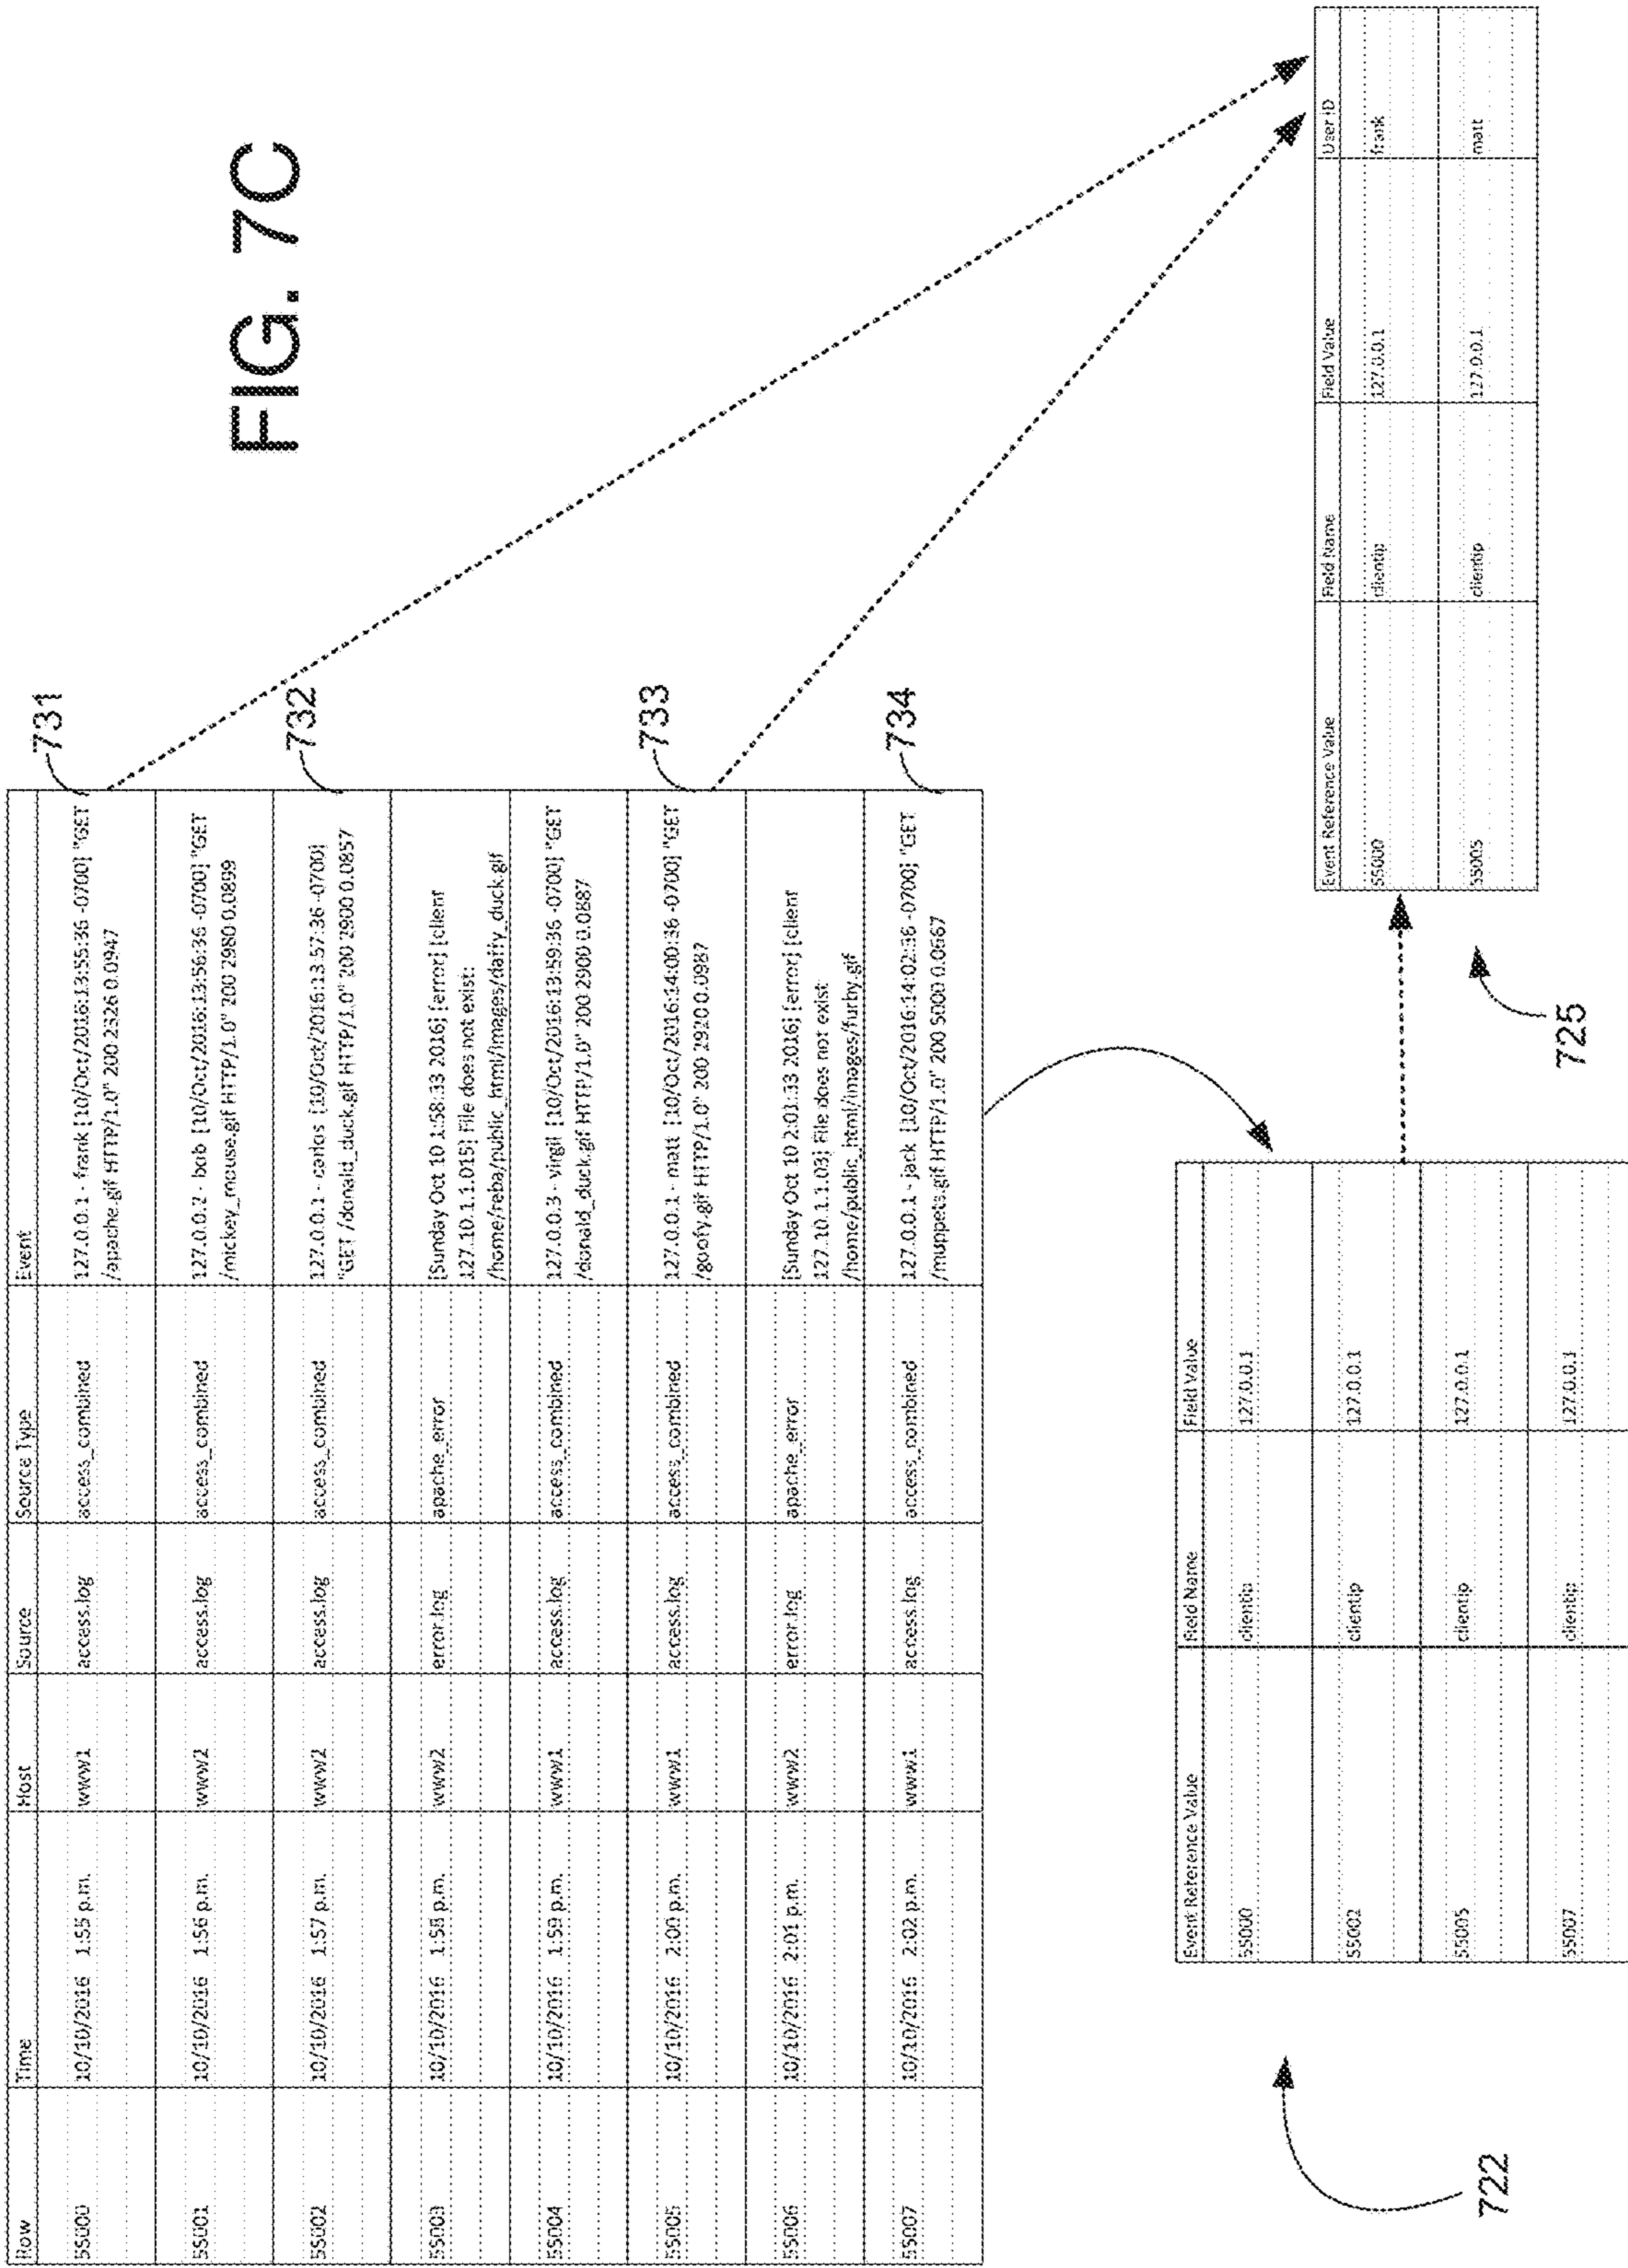 FIG. 7C
Row Time Host Source Source Type Event
55000 10/10/2016 1:55 p.m. www1 access.log access_combined 127.0.0.1 - frank [10/Oct/2016:13:55:36 -0700] "GET
/apache.gif HTTP/1.0" 200 2326 0.0947
731
55001 10/10/2016 1:56 p.m. www2 access.log access_combined 127.0.0.2 - bob [10/Oct/2016:13:56:36 -0700] "GET
/mickey_mouse.gif HTTP/1.0" 200 2980 0.0899
55002 10/10/2016 1:57 p.m. www2 access.log access_combined 127.0.0.1 - carlos [10/Oct/2016:13:57:36 -0700]
"GET /donald_duck.gif HTTP/1.0" 200 2900 0.0857
732
55003 10/10/2016 1:58 p.m. www2 error.log apache_error [Sunday Oct 10 1:58:33 2016] [error] [client
127.10.1.1.015] File does not exist:
/home/reba/public_html/images/daffy_duck.gif
55004 10/10/2016 1:59 p.m. www1 access.log access_combined 127.0.0.3 - virgil [10/Oct/2016:13:59:36 -0700] "GET
/donald_duck.gif HTTP/1.0" 200 2900 0.0887
55005 10/10/2016 2:00 p.m. www1 access.log access_combined 127.0.0.1 - matt [10/Oct/2016:14:00:36 -0700] "GET
/goofy.gif HTTP/1.0" 200 2920 0.0987
733
55006 10/10/2016 2:01 p.m. www2 error.log apache_error [Sunday Oct 10 2:01:33 2016] [error] [client
127.10.1.1.03] File does not exist:
/home/public_html/images/furby.gif
55007 10/10/2016 2:02 p.m. www1 access.log access_combined 127.0.0.1 - jack [10/Oct/2016:14:02:36 -0700] "GET
/muppets.gif HTTP/1.0" 200 5000 0.0667
734
722
Event Reference Value Field Name Field Value
55000 clientip 127.0.0.1
55002 clientip 127.0.0.1
55005 clientip 127.0.0.1
55007 clientip 127.0.0.1
725
Event Reference Value Field Name Field Value User ID
55000 clientip 127.0.0.1 frank
55005 clientip 127.0.0.1 matt